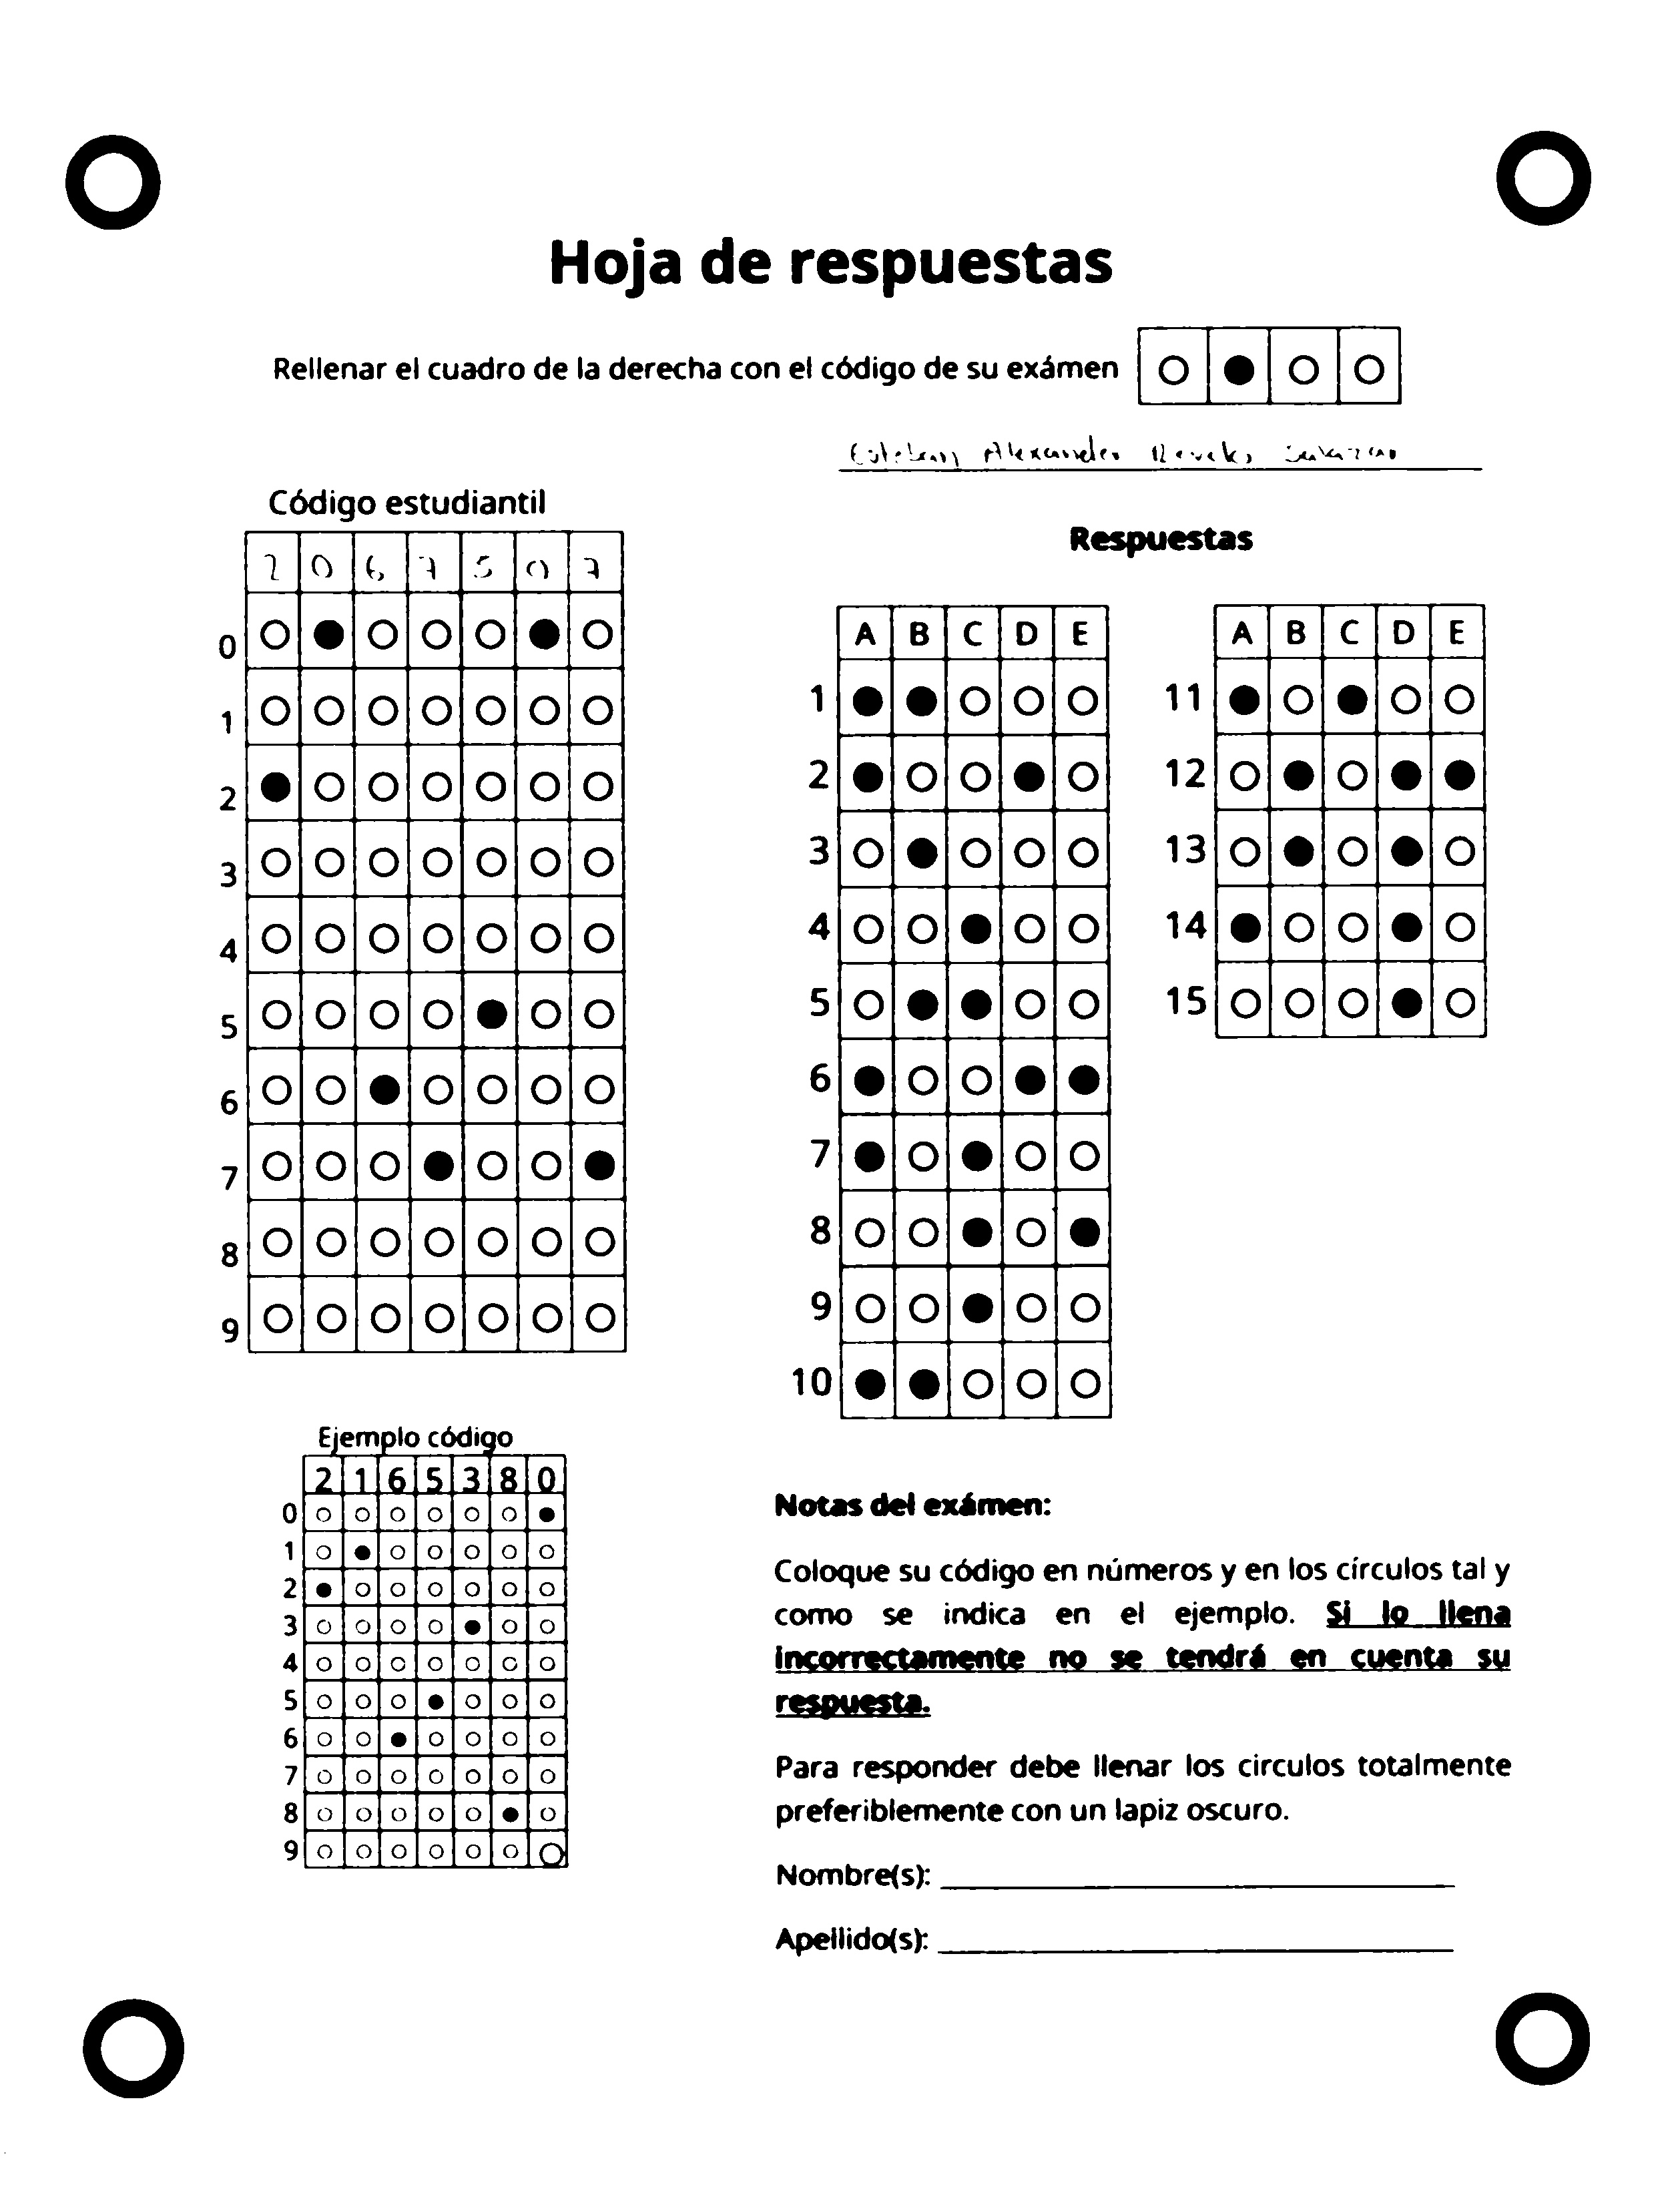 Hoja de respuestas
Rellenar el cuadro de la derecha con el código de su exámen
Esteban Alexander
Código estudiantil
2 0 6 7 5 0 7
0
1
2
3
4
5
6
7
8
9
Respuestas
A B C D E
1
2
3
4
5
6
7
8
9
10
A B C D E
11
12
13
14
15
Ejemplo código
2 1 6 5 3 8 0
0
1
2
3
4
5
6
7
8
9
Notas del exámen:
Coloque su código en números y en los círculos tal y
como se indica en el ejemplo. Si lo llena
incorrectamente no se tendrá en cuenta su
respuesta.
Para responder debe llenar los circulos totalmente
preferiblemente con un lapiz oscuro.
Nombre(s):
Apellido(s):